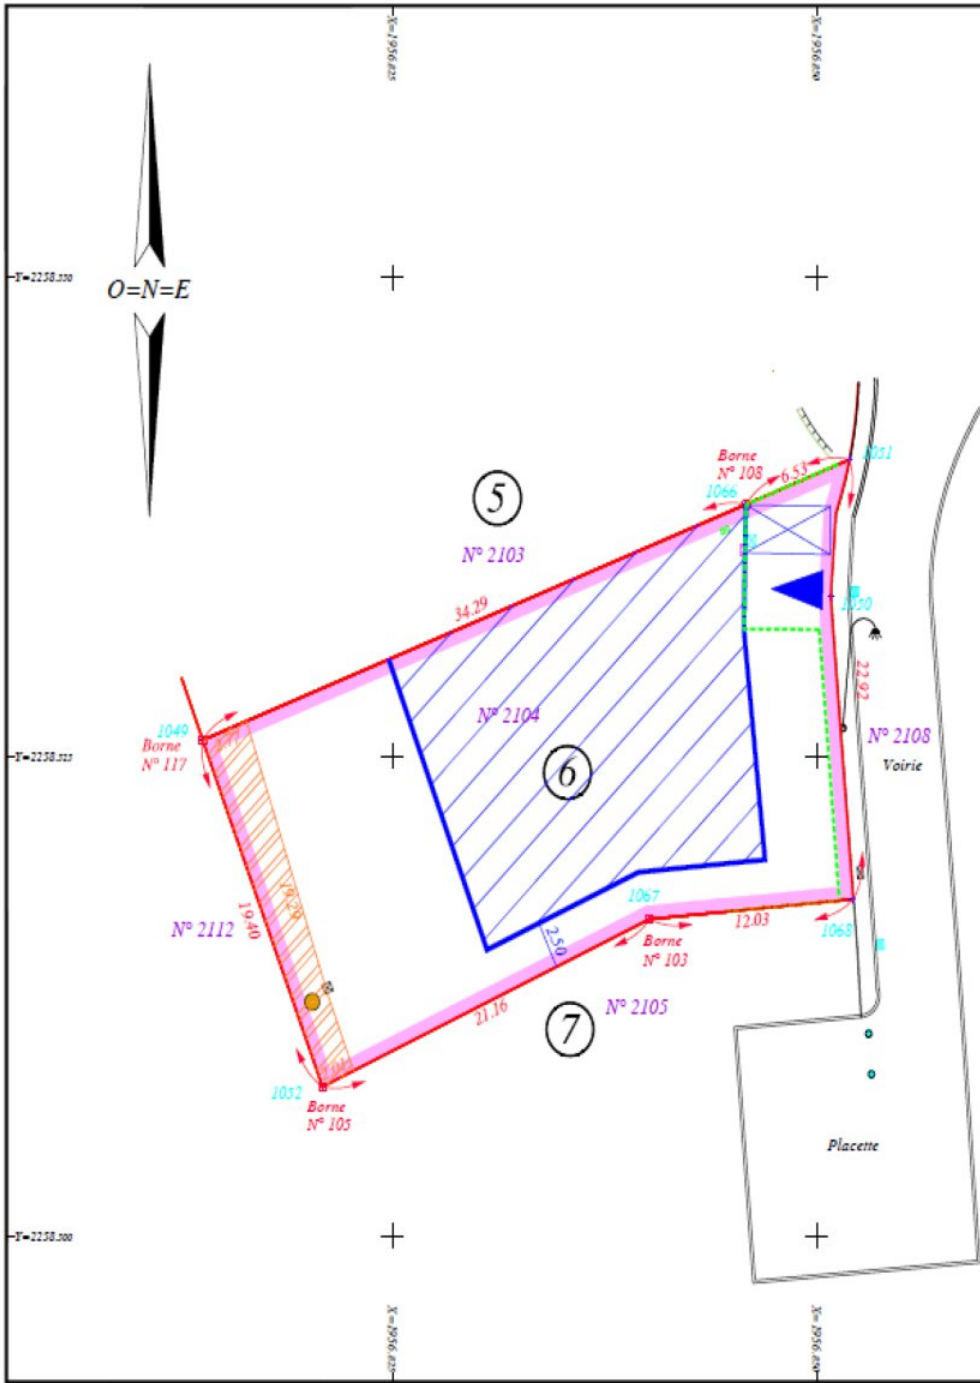 X=1956.825
X=1956.850
Y=2258.550
O=N=E
1051
Borne
N° 108
6.53
1066
5
N° 2103
34.29
1050
22.92
N° 2104
1049
Borne
N° 117
N° 2108
Voirie
6
19.20
19.40
N° 2112
1067
2.50
12.03
1068
Borne
N° 103
N° 2105
7
21.16
1052
Borne
N° 105
Placette
Y=2258.525
Y=2258.500
X=1956.825
X=1956.850